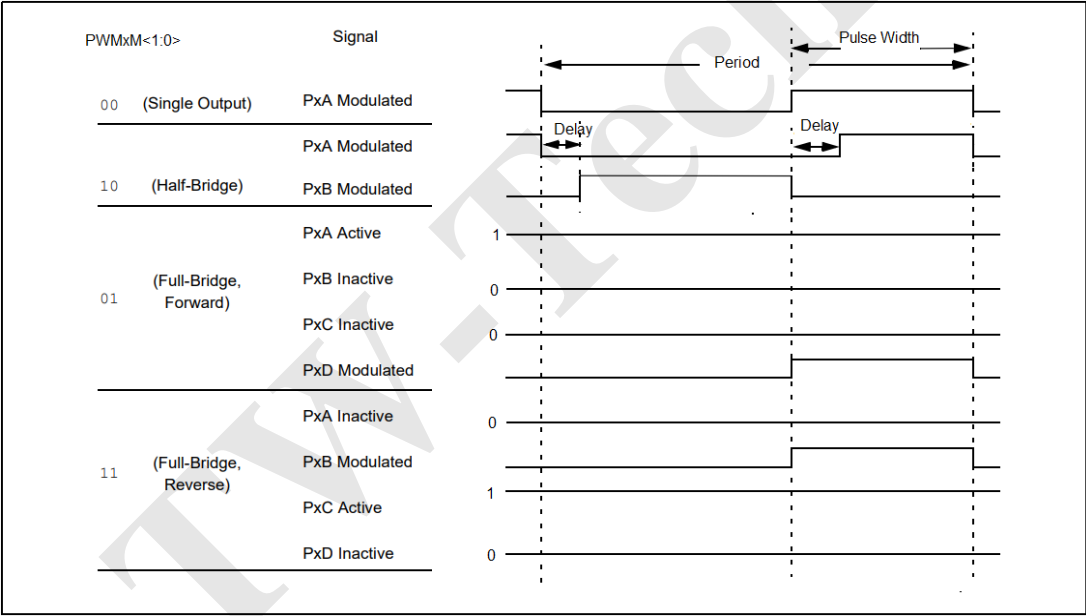 PWMxM<1:0>
Signal
Pulse Width
Period
00 (Single Output) PxA Modulated
Delay
Delay
PxA Modulated
10 (Half-Bridge) PxB Modulated
PxA Active
1
PxB Inactive
0
01 (Full-Bridge,
Forward)
PxC Inactive
0
PxD Modulated
PxA Inactive
0
11 (Full-Bridge,
Reverse)
PxB Modulated
1
PxC Active
PxD Inactive
0
TW-Tech